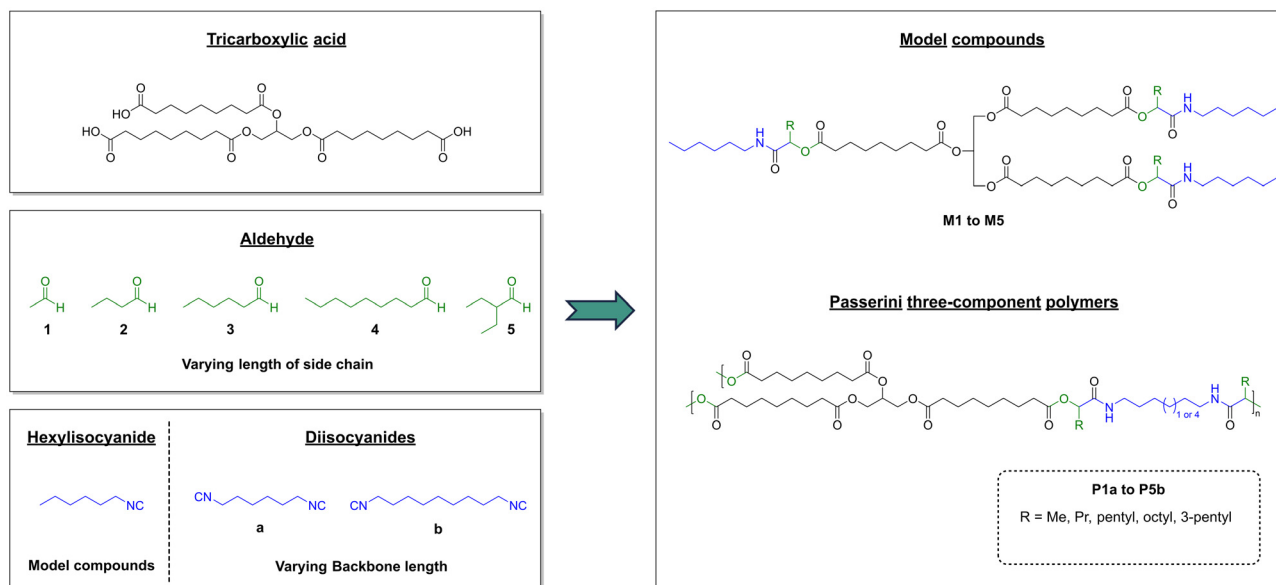 Tricarboxylic acid
O
HO
O
O
HO
O
O
O
O
O
O
OH
O
Aldehyde
O
H
1
O
H
2
O
H
3
O
H
4
O
H
5
Varying length of side chain
Hexylisocyanide
NC
Model compounds
Diisocyanides
CN
NC
a
CN
NC
b
Varying Backbone length
Model compounds
O
O
R
H
N
O
O
O
H
N
R
O
O
O
O
O
O
O
R
H
N
O
O
O
M1 to M5
Passerini three-component polymers
O
O
O
O
O
O
O
O
O
O
O
O
R
O
N
H
1 or 4
H
N
O
R
n
P1a to P5b
R = Me, Pr, pentyl, octyl, 3-pentyl